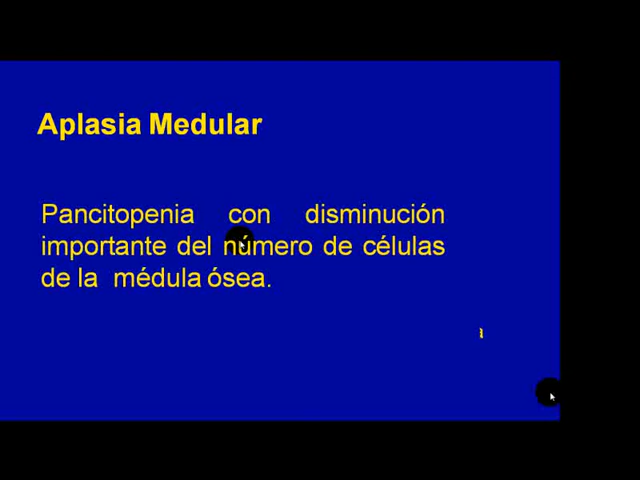 Aplasia Medular
Pancitopenia con disminución
importante del número de células
de la médula ósea.
a